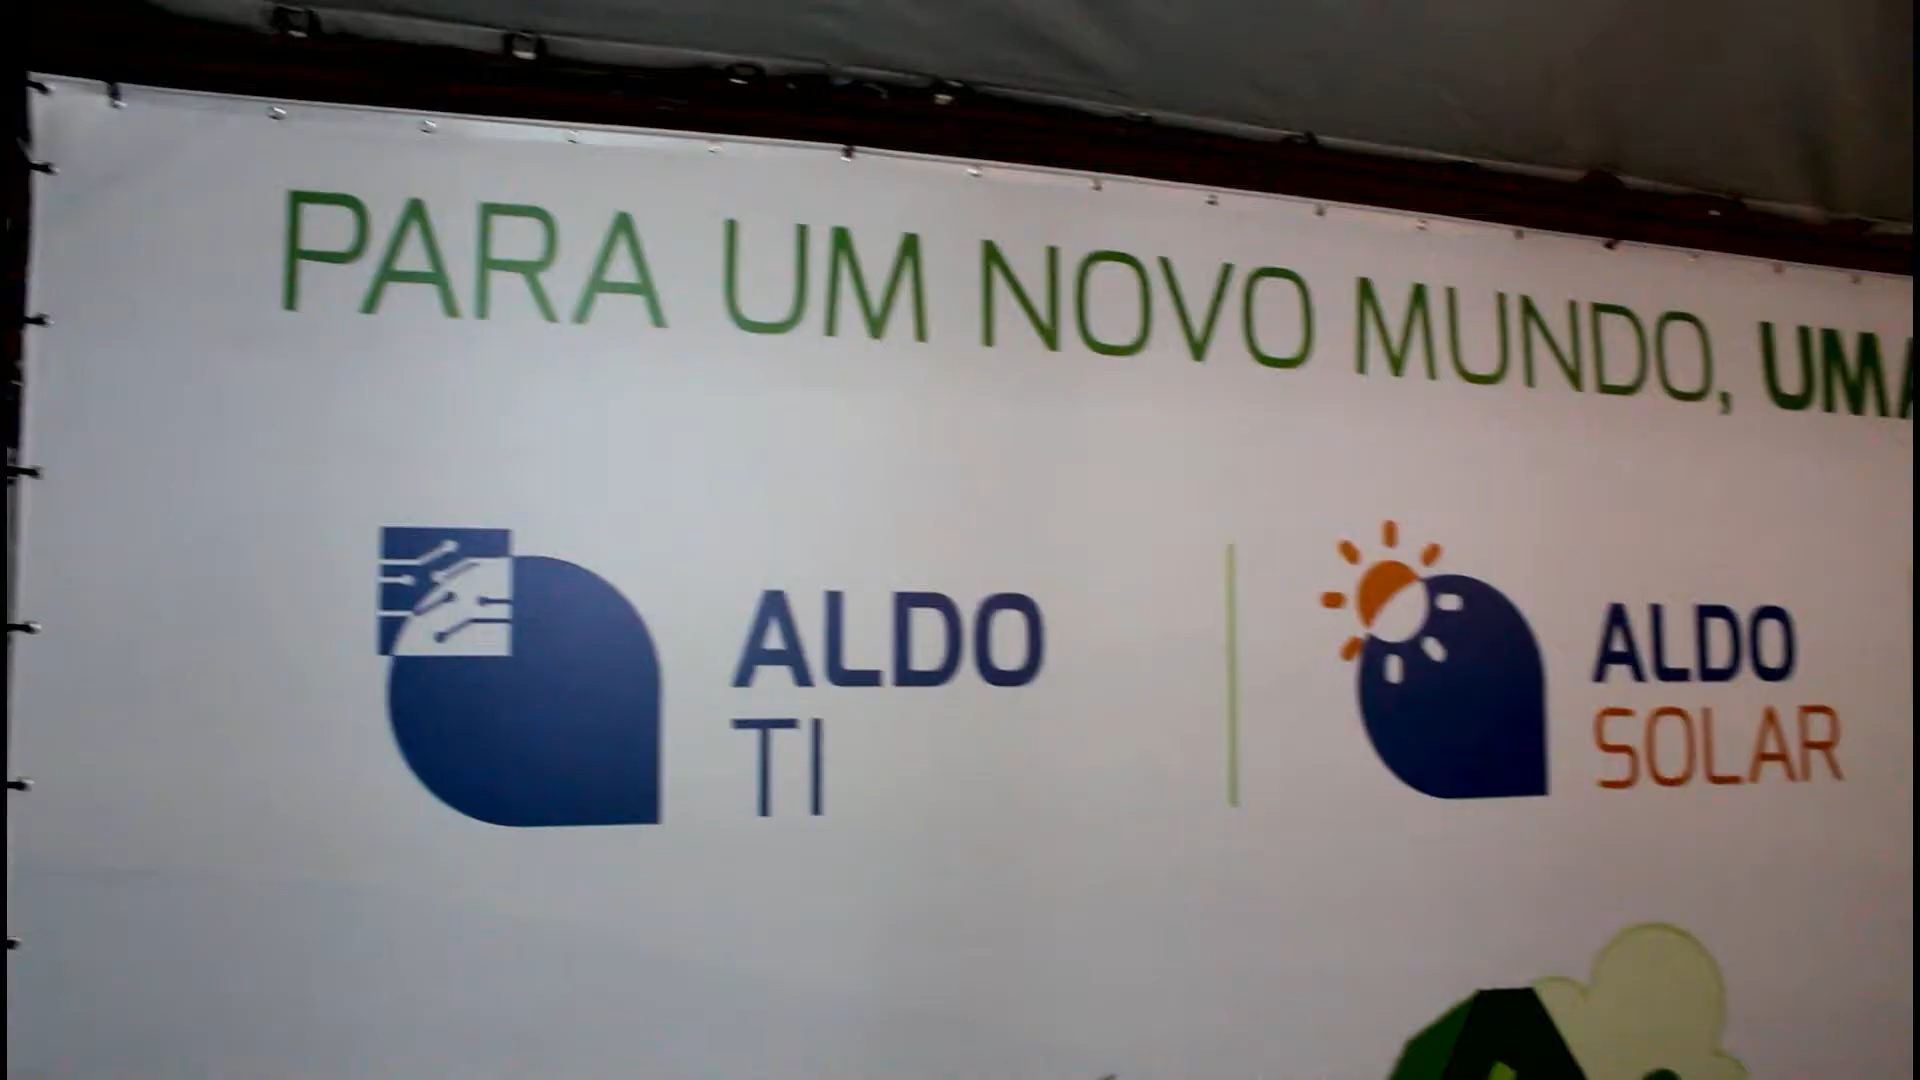 PARA UM NOVO MUNDO, UMA
ALDO
TI
ALDO
SOLAR